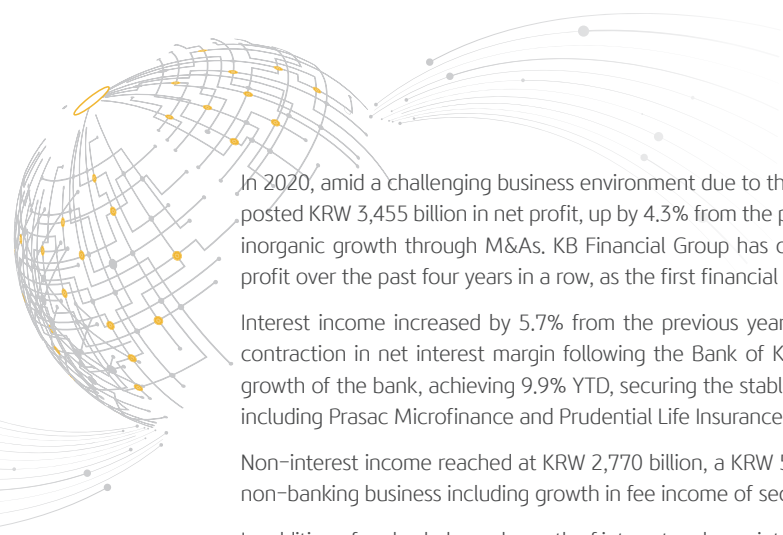 In 2020, amid a challenging business environment due to th
posted KRW 3,455 billion in net profit, up by 4.3% from the p
inorganic growth through M&As. KB Financial Group has c
profit over the past four years in a row, as the first financial
Interest income increased by 5.7% from the previous year
contraction in net interest margin following the Bank of K
growth of the bank, achieving 9.9% YTD, securing the stabl
including Prasac Microfinance and Prudential Life Insurance
Non-interest income reached at KRW 2,770 billion, a KRW 5
non-banking business including growth in fee income of sec